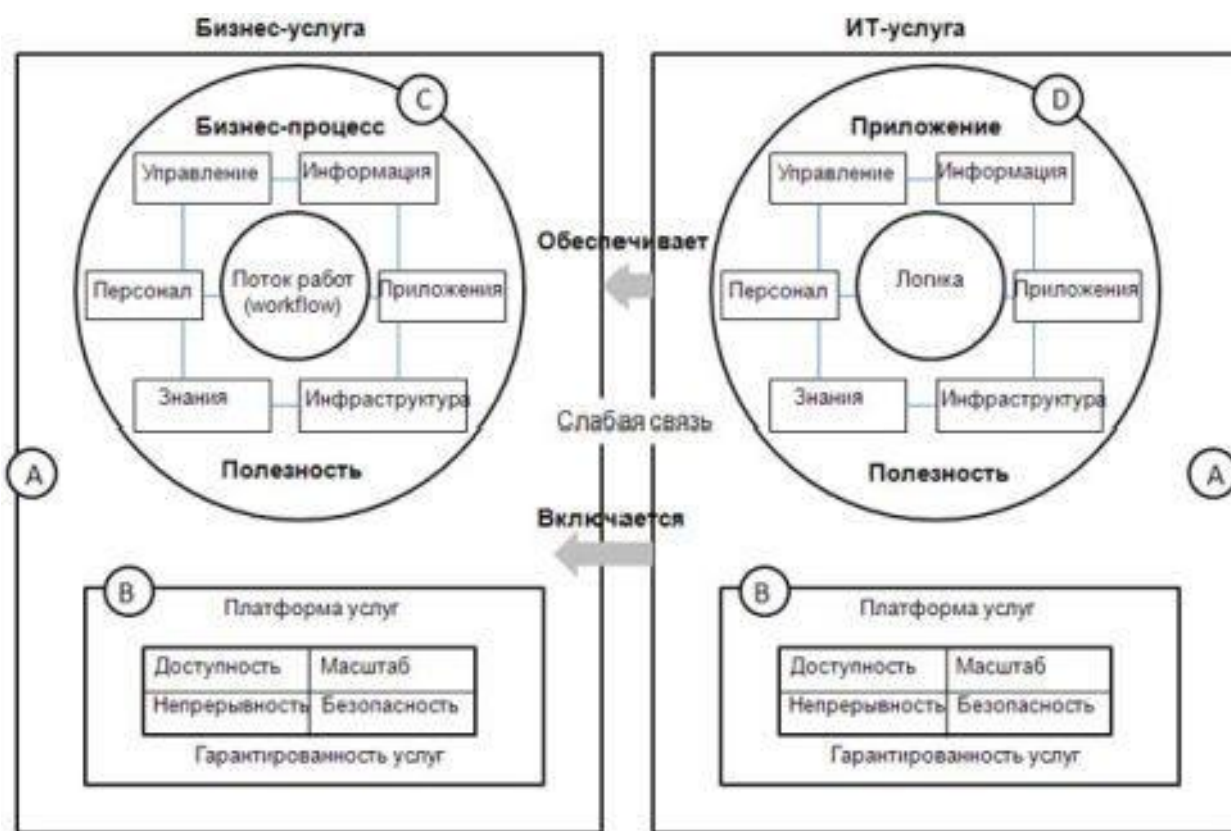 Бизнес-услуга
C
Бизнес-процесс
Управление
Информация
Персонал
Поток работ
(workflow)
Приложения
Знания
Инфраструктура
Полезность
A
B
Платформа услуг
Доступность
Масштаб
Непрерывность
Безопасность
Гарантированность услуг
Обеспечивает
Слабая связь
Включается
ИТ-услуга
D
Приложение
Управление
Информация
Персонал
Логика
Приложения
Знания
Инфраструктура
Полезность
A
B
Платформа услуг
Доступность
Масштаб
Непрерывность
Безопасность
Гарантированность услуг